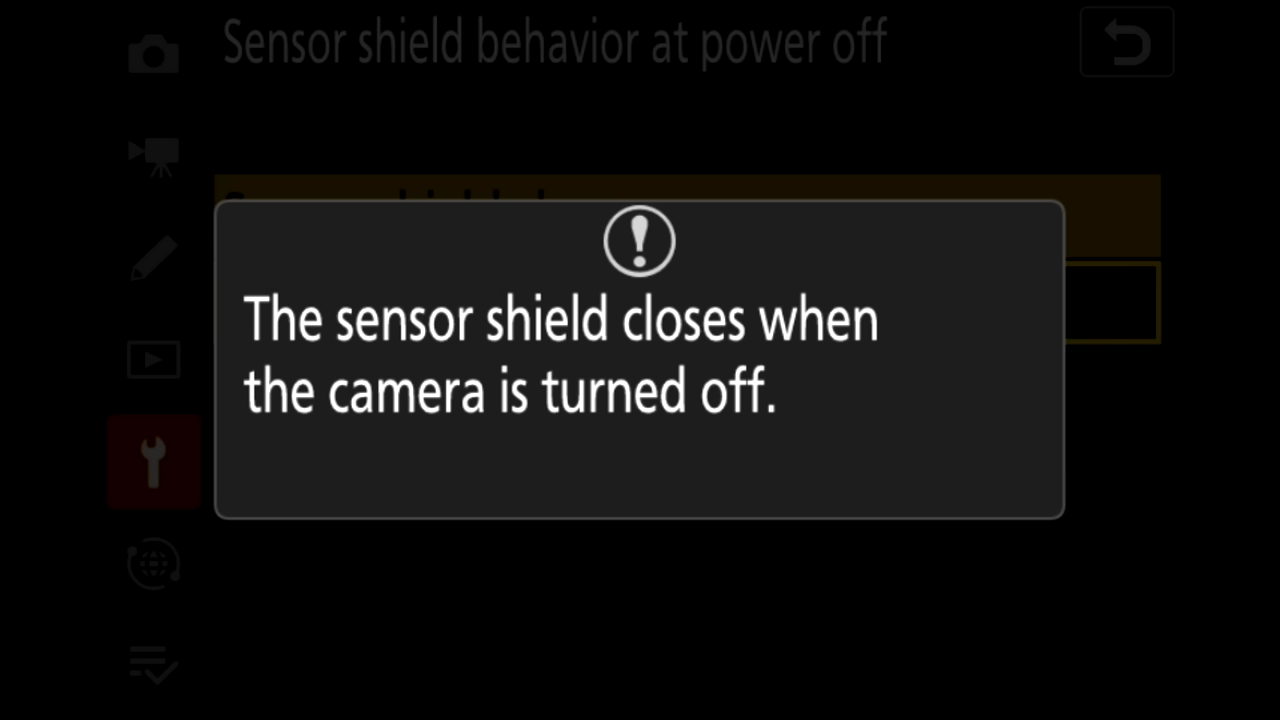 Sensor shield behavior at power off
The sensor shield closes when
the camera is turned off.